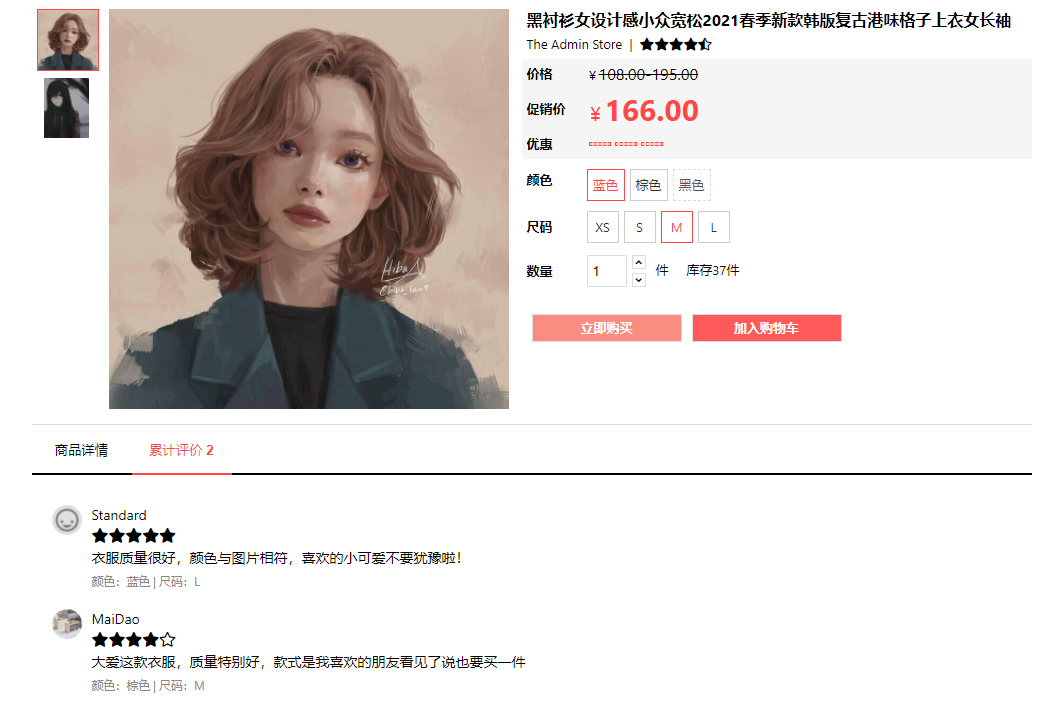 黑衬衫女设计感小众宽松2021春季新款韩版复古港味格子上衣女长袖
The Admin Store |
价格 ¥108.00-195.00
促销价 ¥166.00
优惠
颜色 蓝色 棕色 黑色
尺码 XS S M L
数量 1 件 库存37件
立即购买 加入购物车
Hiba
商品详情 累计评价 2
Standard
衣服质量很好，颜色与图片相符，喜欢的小可爱不要犹豫啦！
颜色：蓝色 | 尺码：L
MaiDao
大爱这款衣服，质量特别好，款式是我喜欢的朋友看见了说也要买一件
颜色：棕色 | 尺码：M